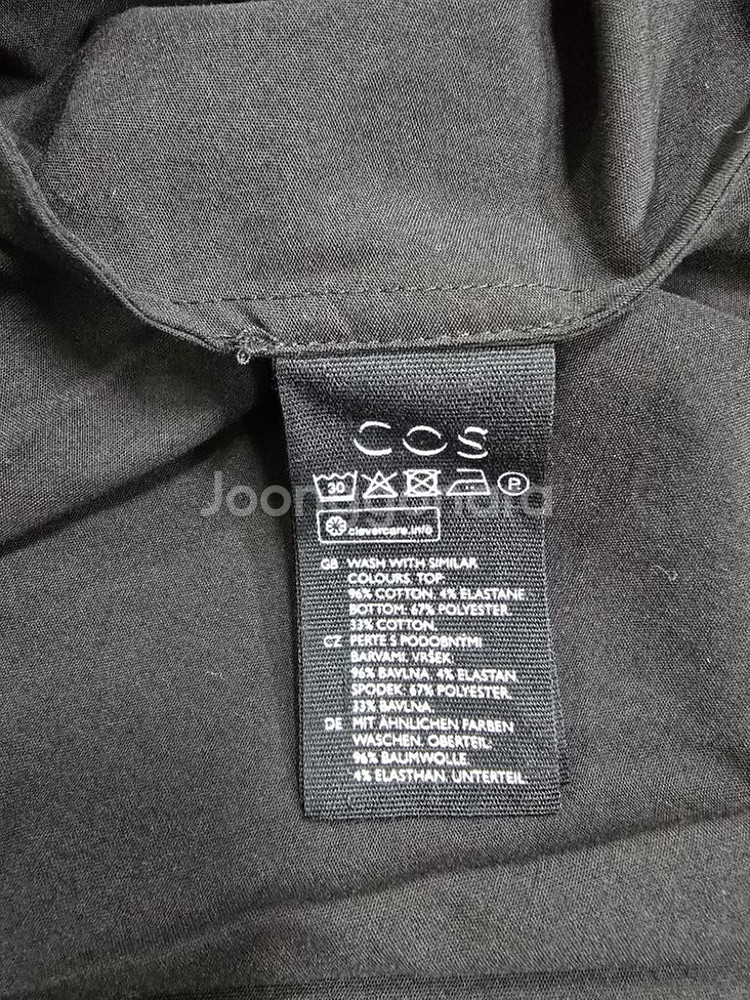 COS
30
P
clevercare.info
Joonggonara
GB WASH WITH SIMILAR
COLOURS. TOP:
96% COTTON. 4% ELASTANE.
BOTTOM: 67% POLYESTER.
33% COTTON.
CZ PERTE S PODOBNÝMI
BARVAMI. VRŠEK:
96% BAVLNA. 4% ELASTAN.
SPODEK: 67% POLYESTER.
33% BAVLNA.
DE MIT ÄHNLICHEN FARBEN
WASCHEN. OBERTEIL:
96% BAUMWOLLE.
4% ELASTHAN. UNTERTEIL: